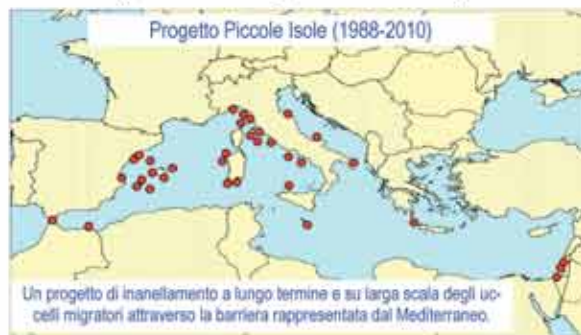 Progetto Piccole Isole (1988-2010)
Un progetto di inanellamento a lungo termine e su larga scala degli uc-
celli migratori attraverso la barriera rappresentata dal Mediterraneo.